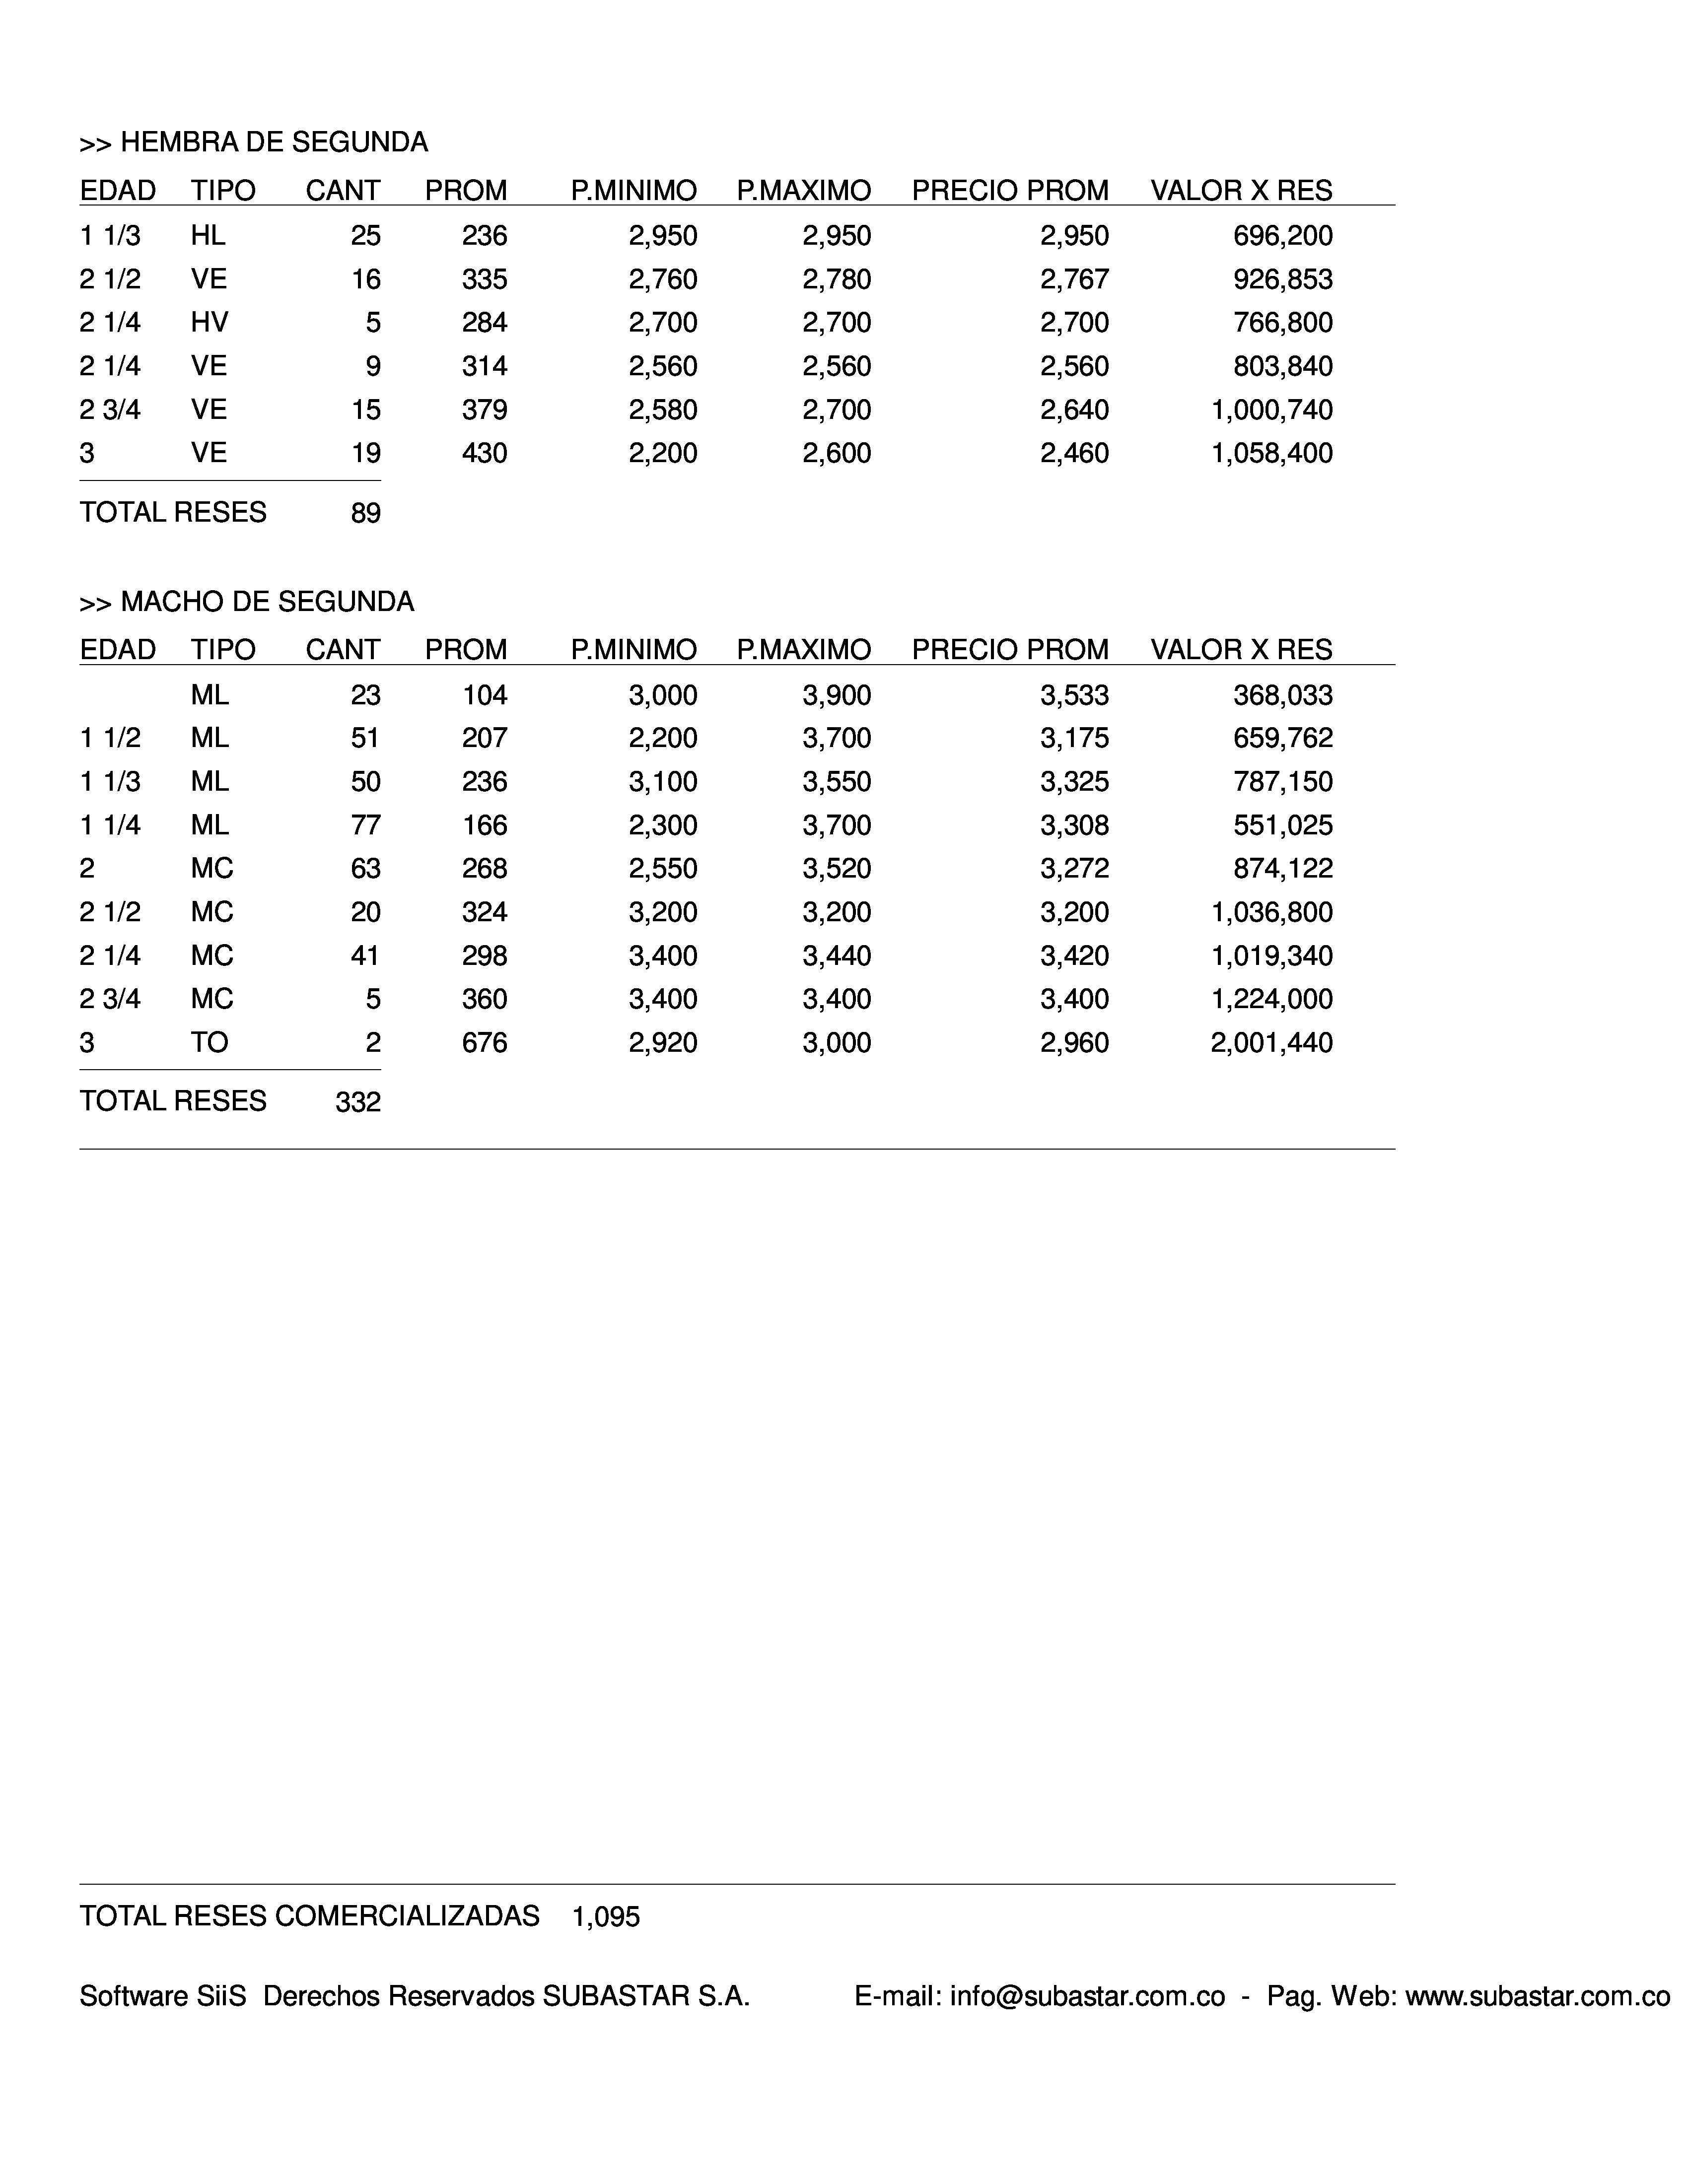 >> HEMBRA DE SEGUNDA
EDAD TIPO CANT PROM P.MINIMO P.MAXIMO PRECIO PROM VALOR X RES
1 1/3 HL 25 236 2,950 2,950 2,950 696,200
2 1/2 VE 16 335 2,760 2,780 2,767 926,853
2 1/4 HV 5 284 2,700 2,700 2,700 766,800
2 1/4 VE 9 314 2,560 2,560 2,560 803,840
2 3/4 VE 15 379 2,580 2,700 2,640 1,000,740
3 VE 19 430 2,200 2,600 2,460 1,058,400
TOTAL RESES 89
>> MACHO DE SEGUNDA
EDAD TIPO CANT PROM P.MINIMO P.MAXIMO PRECIO PROM VALOR X RES
ML 23 104 3,000 3,900 3,533 368,033
1 1/2 ML 51 207 2,200 3,700 3,175 659,762
1 1/3 ML 50 236 3,100 3,550 3,325 787,150
1 1/4 ML 77 166 2,300 3,700 3,308 551,025
2 MC 63 268 2,550 3,520 3,272 874,122
2 1/2 MC 20 324 3,200 3,200 3,200 1,036,800
2 1/4 MC 41 298 3,400 3,440 3,420 1,019,340
2 3/4 MC 5 360 3,400 3,400 3,400 1,224,000
3 TO 2 676 2,920 3,000 2,960 2,001,440
TOTAL RESES 332
TOTAL RESES COMERCIALIZADAS 1,095
Software SiiS Derechos Reservados SUBASTAR S.A. E-mail: info@subastar.com.co - Pag. Web: www.subastar.com.co